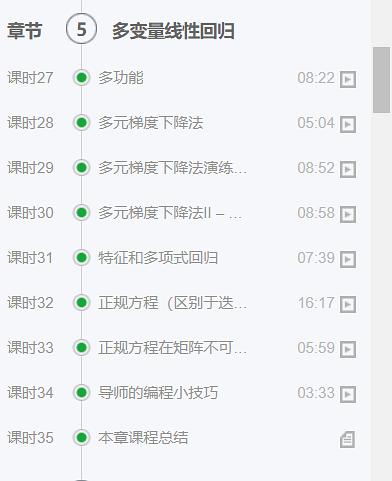 章节 5 多变量线性回归
课时27 多功能 08:22
课时28 多元梯度下降法 05:04
课时29 多元梯度下降法演练… 08:52
课时30 多元梯度下降法II – … 08:58
课时31 特征和多项式回归 07:39
课时32 正规方程（区别于迭… 16:17
课时33 正规方程在矩阵不可… 05:59
课时34 导师的编程小技巧 03:33
课时35 本章课程总结